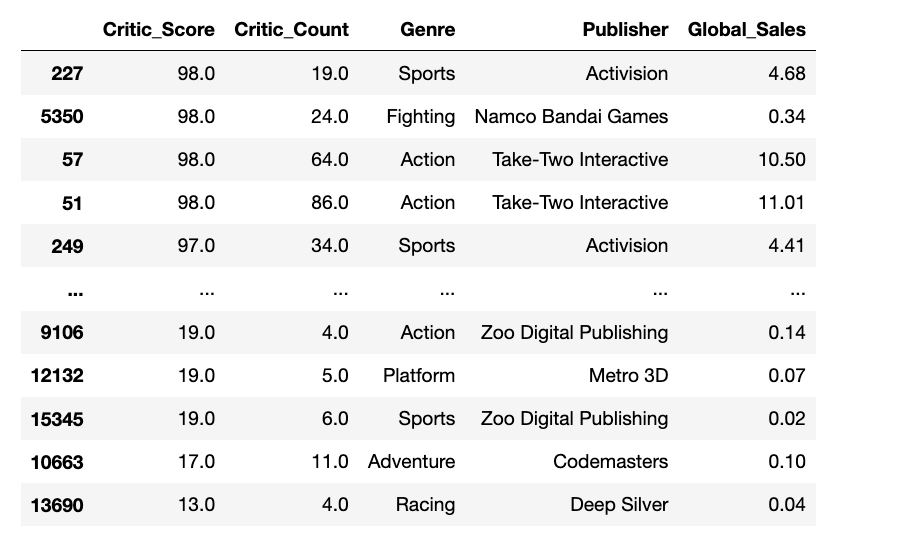 Critic_Score Critic_Count Genre Publisher Global_Sales
227 98.0 19.0 Sports Activision 4.68
5350 98.0 24.0 Fighting Namco Bandai Games 0.34
57 98.0 64.0 Action Take-Two Interactive 10.50
51 98.0 86.0 Action Take-Two Interactive 11.01
249 97.0 34.0 Sports Activision 4.41
... ... ... ... ... ...
9106 19.0 4.0 Action Zoo Digital Publishing 0.14
12132 19.0 5.0 Platform Metro 3D 0.07
15345 19.0 6.0 Sports Zoo Digital Publishing 0.02
10663 17.0 11.0 Adventure Codemasters 0.10
13690 13.0 4.0 Racing Deep Silver 0.04